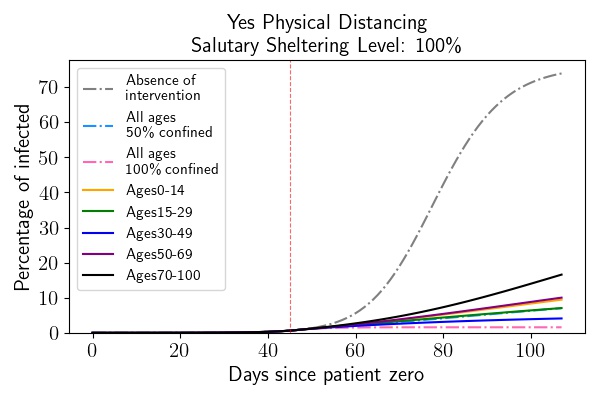 Yes Physical Distancing
Salutary Sheltering Level: 100%
Percentage of infected
70
60
50
40
30
20
10
0
Absence of
intervention
All ages
50% confined
All ages
100% confined
Ages0-14
Ages15-29
Ages30-49
Ages50-69
Ages70-100
0 20 40 60 80 100
Days since patient zero